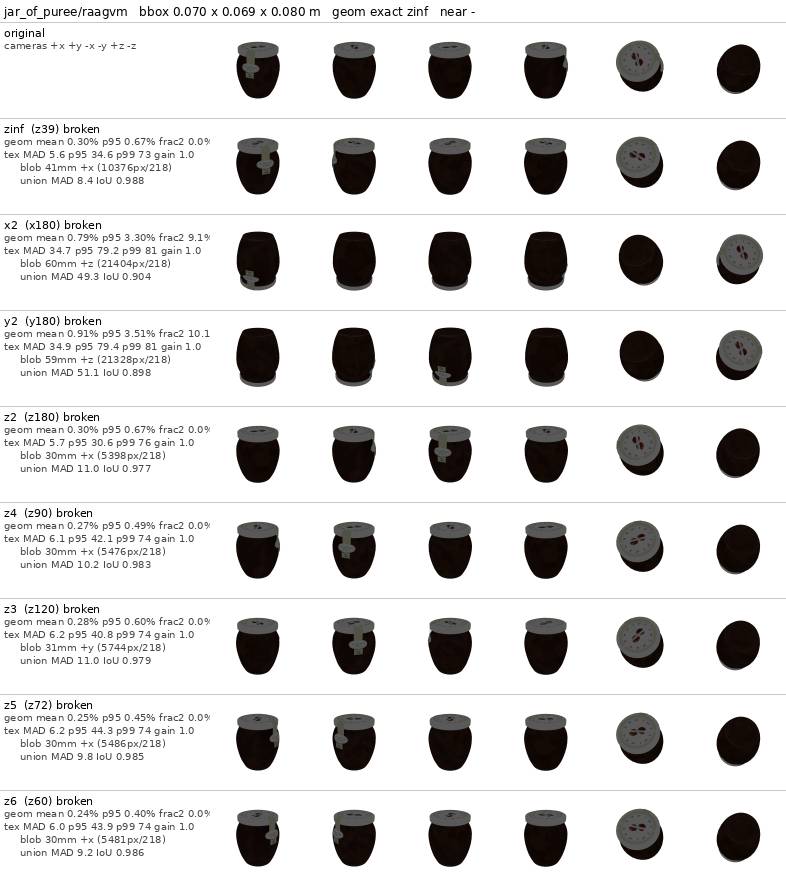 jar_of_puree/raagvm bbox 0.070 x 0.069 x 0.080 m geom exact zinf near -
original
cameras +x +y -x -y +z -z
zinf (z39) broken
geom mean 0.30% p95 0.67% frac2 0.0%
tex MAD 5.6 p95 34.6 p99 73 gain 1.0
blob 41mm +x (10376px/218)
union MAD 8.4 IoU 0.988
x2 (x180) broken
geom mean 0.79% p95 3.30% frac2 9.1%
tex MAD 34.7 p95 79.2 p99 81 gain 1.0
blob 60mm +z (21404px/218)
union MAD 49.3 IoU 0.904
y2 (y180) broken
geom mean 0.91% p95 3.51% frac2 10.1
tex MAD 34.9 p95 79.4 p99 81 gain 1.0
blob 59mm +z (21328px/218)
union MAD 51.1 IoU 0.898
z2 (z180) broken
geom mean 0.30% p95 0.67% frac2 0.0%
tex MAD 5.7 p95 30.6 p99 76 gain 1.0
blob 30mm +x (5398px/218)
union MAD 11.0 IoU 0.977
z4 (z90) broken
geom mean 0.27% p95 0.49% frac2 0.0%
tex MAD 6.1 p95 42.1 p99 74 gain 1.0
blob 30mm +x (5476px/218)
union MAD 10.2 IoU 0.983
z3 (z120) broken
geom mean 0.28% p95 0.60% frac2 0.0%
tex MAD 6.2 p95 40.8 p99 74 gain 1.0
blob 31mm +y (5744px/218)
union MAD 11.0 IoU 0.979
z5 (z72) broken
geom mean 0.25% p95 0.45% frac2 0.0%
tex MAD 6.2 p95 44.3 p99 74 gain 1.0
blob 30mm +x (5486px/218)
union MAD 9.8 IoU 0.985
z6 (z60) broken
geom mean 0.24% p95 0.40% frac2 0.0%
tex MAD 6.0 p95 43.9 p99 74 gain 1.0
blob 30mm +x (5481px/218)
union MAD 9.2 IoU 0.986